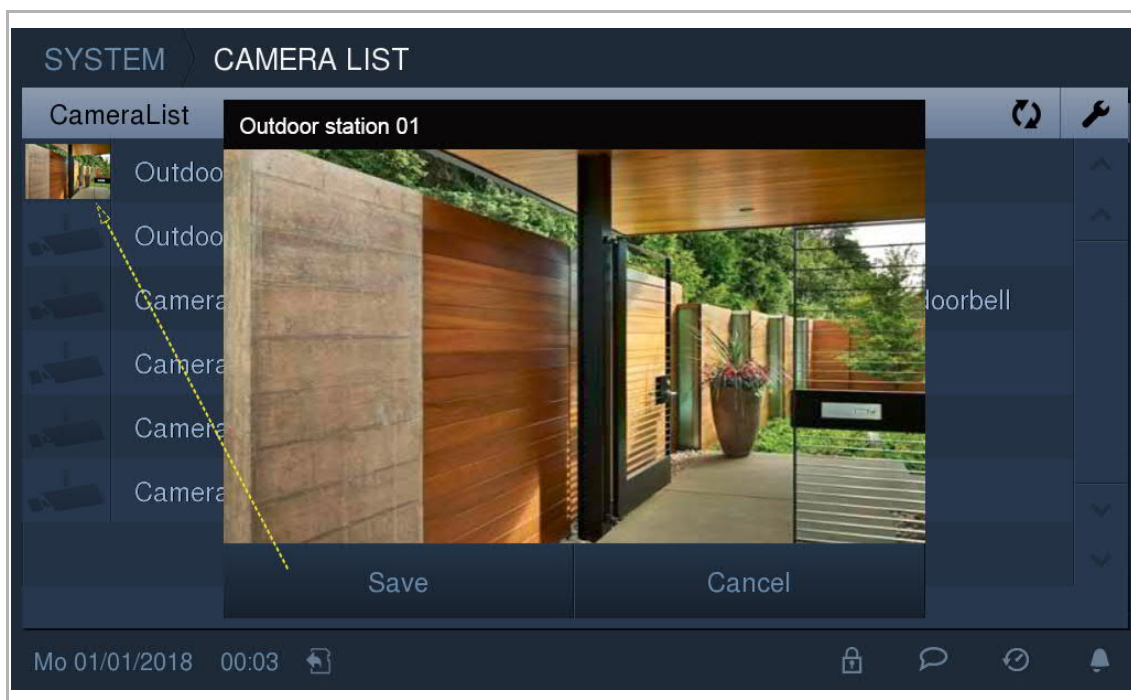 SYSTEM CAMERA LIST
CameraList
Outdoor station 01
Outdoo
Outdoo
Camera loorbell
Camera
Camera
Camera
Save Cancel
Mo 01/01/2018 00:03